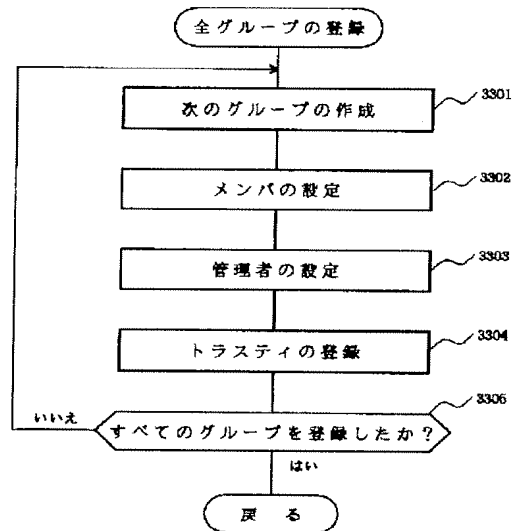 全グループの登録
次のグループの作成
3301
メンバの設定
3302
管理者の設定
3303
トラスティの登録
3304
すべてのグループを登録したか？
3306
いいえ
はい
戻る